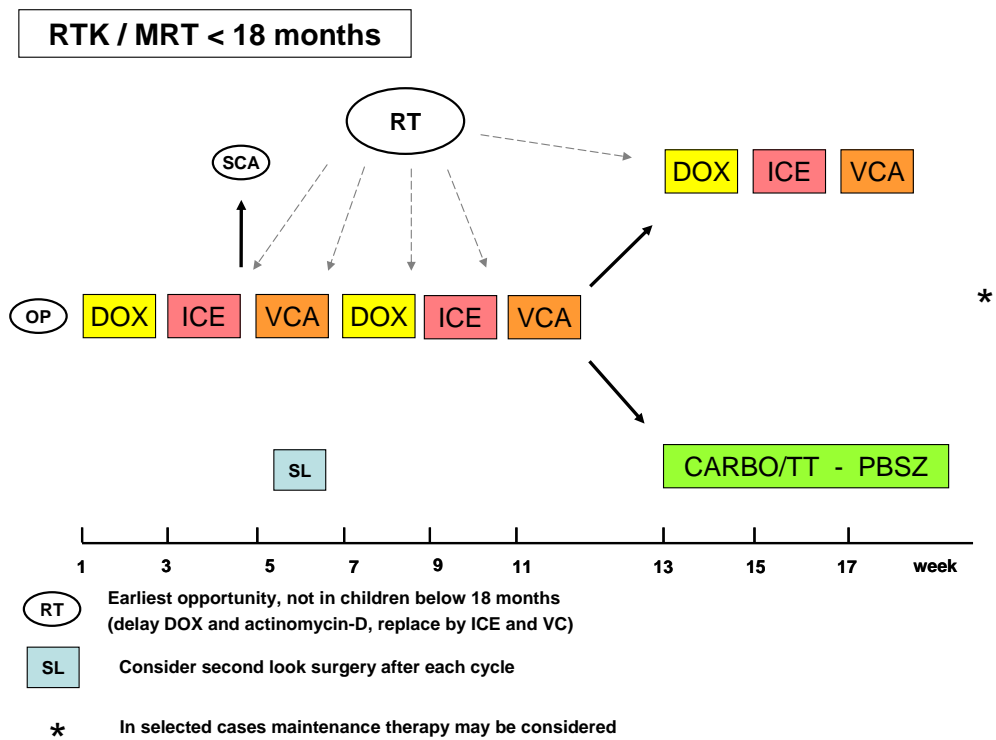 RTK / MRT < 18 months
RT
SCA
DOX ICE VCA
OP DOX ICE VCA DOX ICE VCA
*
SL
CARBO/TT - PBSZ
1 3 5 7 9 11 13 15 17 week
RT Earliest opportunity, not in children below 18 months
(delay DOX and actinomycin-D, replace by ICE and VC)
SL Consider second look surgery after each cycle
* In selected cases maintenance therapy may be considered